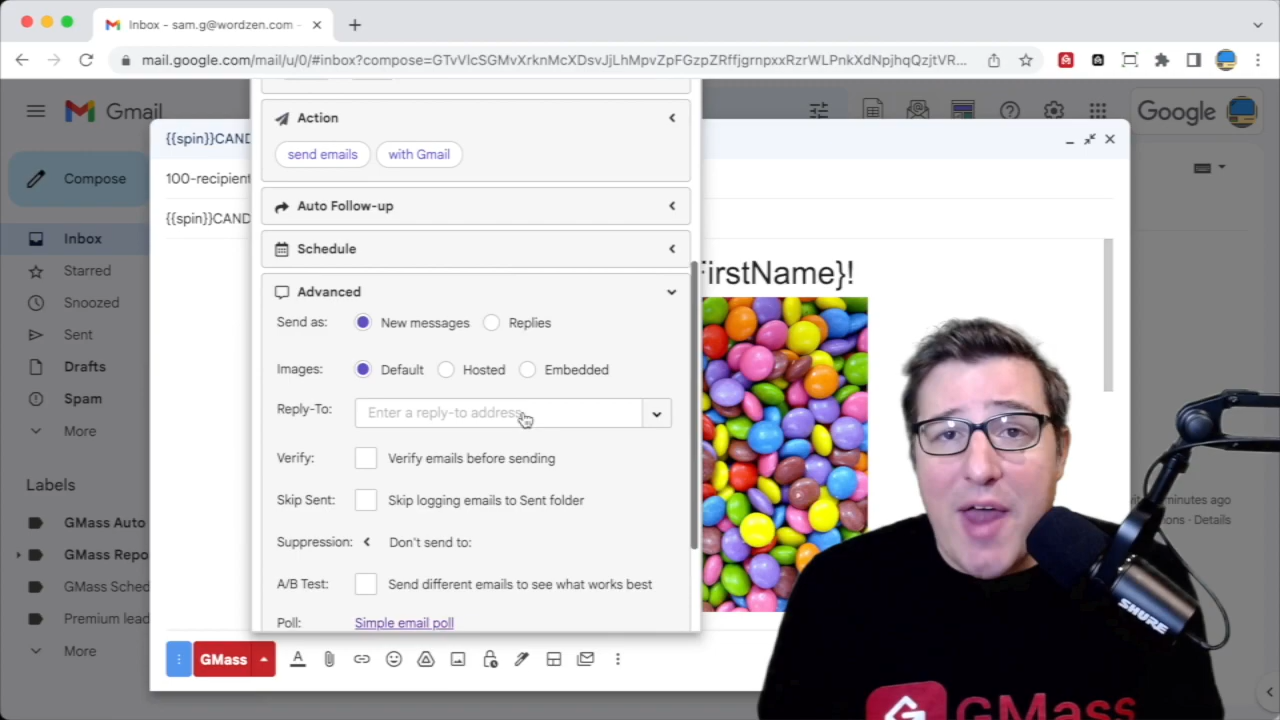 Inbox - sam.g@wordzen.com -
mail.google.com/mail/u/0/#inbox?compose=GTvVlcSGMvXrknMcXDsvJjLhMpvZpFGzpZRffjgrnpxxRzrWLPnkXdNpjhqQzjtVR...
Gmail
Google
Compose
Inbox
Starred
Snoozed
Sent
Drafts
Spam
More
Labels
GMass Auto
GMass Repo
GMass Sched
Premium lead
More
{{spin}}CAND
100-recipient
{{spin}}CAND
FirstName}!
Action
send emails
with Gmail
Auto Follow-up
Schedule
Advanced
Send as: New messages Replies
Images: Default Hosted Embedded
Reply-To: Enter a reply-to address
Verify: Verify emails before sending
Skip Sent: Skip logging emails to Sent folder
Suppression: Don't send to:
A/B Test: Send different emails to see what works best
Poll: Simple email poll
GMass
minutes ago
Details
SHURE
GMass